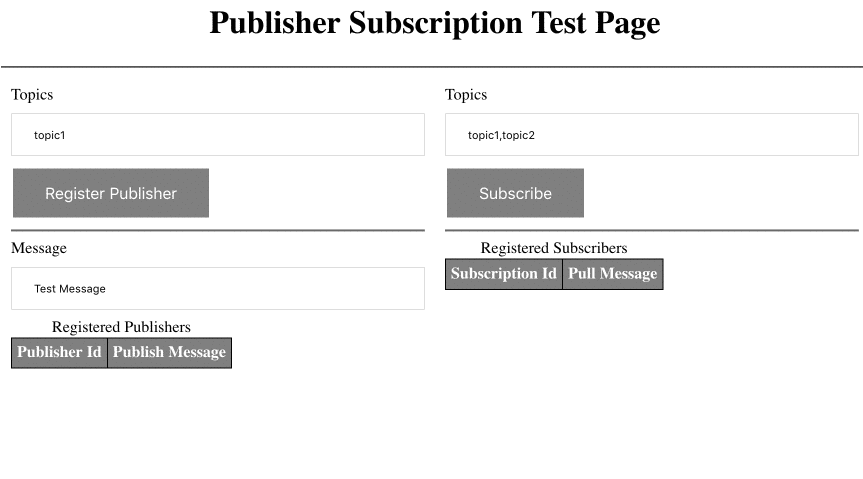 Publisher Subscription Test Page
Topics
topic1
Register Publisher
Message
Test Message
Registered Publishers
Publisher Id Publish Message
Topics
topic1,topic2
Subscribe
Registered Subscribers
Subscription Id Pull Message